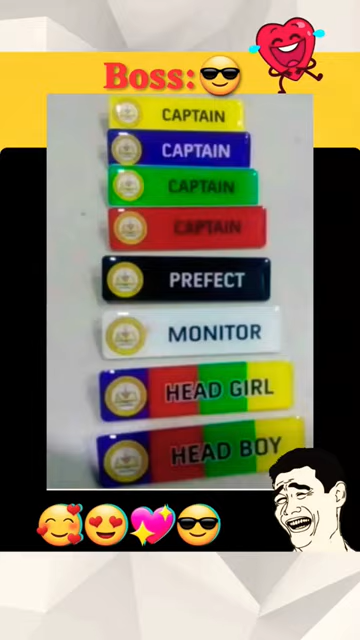 Boss:😎
CAPTAIN
CAPTAIN
CAPTAIN
CAPTAIN
PREFECT
MONITOR
HEAD GIRL
HEAD BOY
🥰😍💖😎